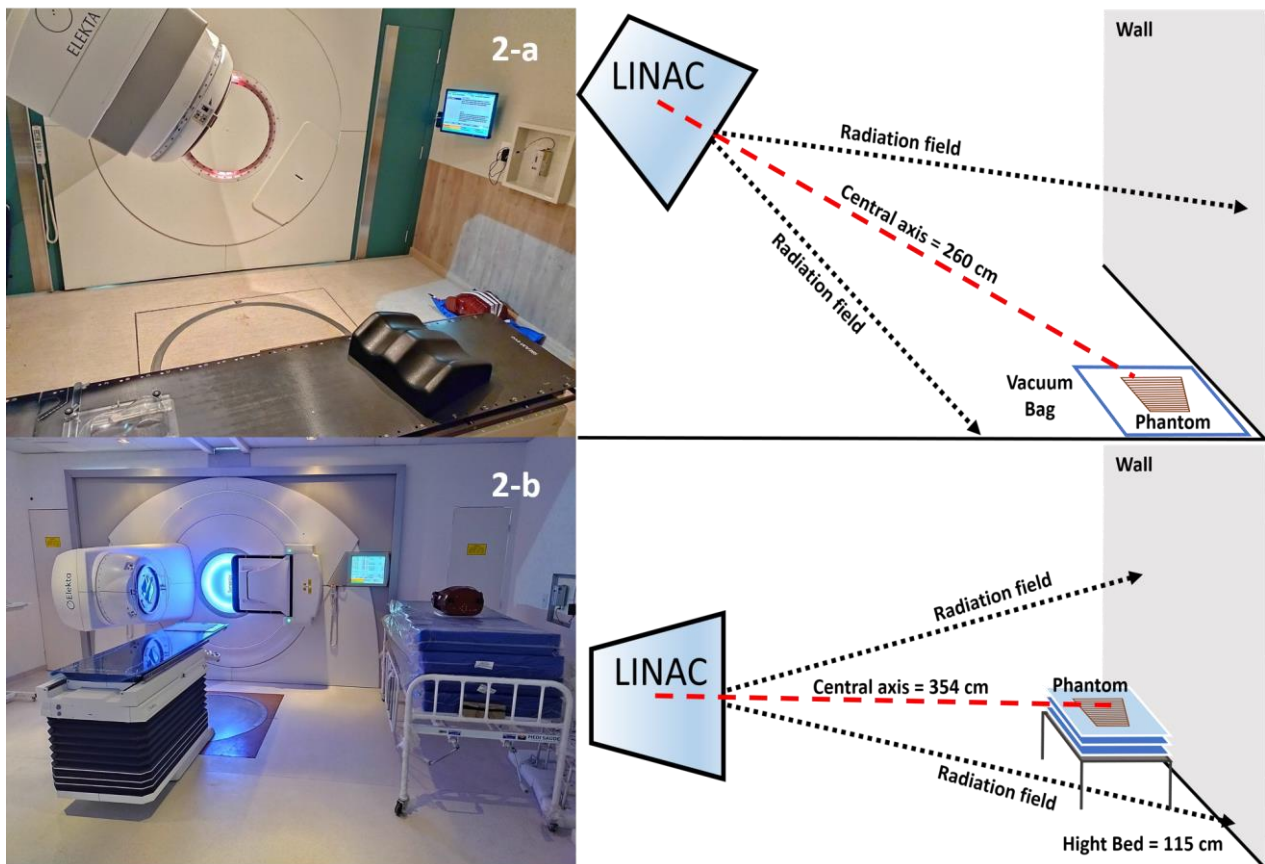 ELEKTA
2-a
LINAC
Wall
Radiation field
Central axis = 260 cm
Radiation field
Vacuum
Bag
Phantom
2-b
Elekta
LINAC
Wall
Radiation field
Central axis = 354 cm
Phantom
Radiation field
Hight Bed = 115 cm